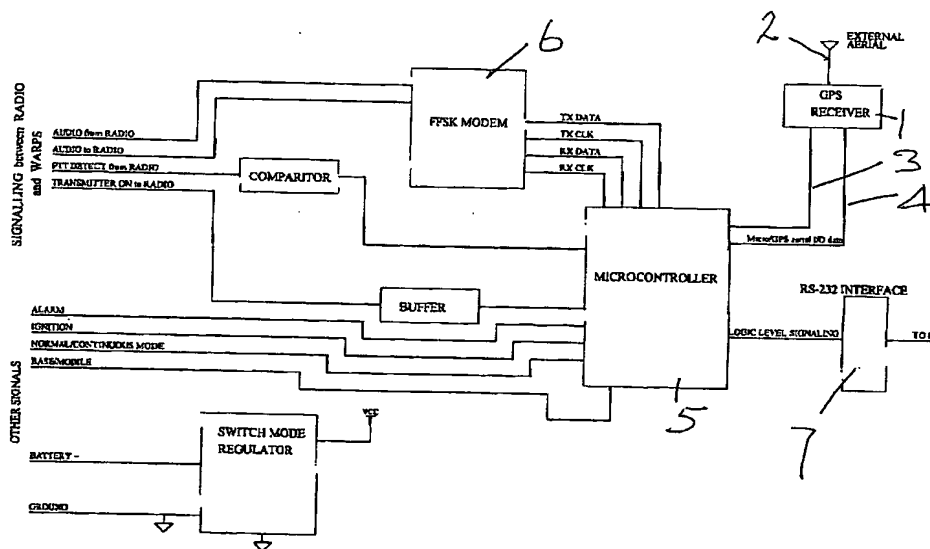 6
2
EXTERNAL
AERIAL
GPS
RECEIVER
1
3
4
FFSK MODEM
TX DATA
TX CLK
RX DATA
RX CLK
SIGNALLING between RADIO
and WARPS
AUDIO from RADIO
AUDIO to RADIO
PTT DETECT from RADIO
TRANSMITTER ON to RADIO
COMPARITOR
Micro/GPS serial I/O data
MICROCONTROLLER
RS-232 INTERFACE
BUFFER
ALARM
IGNITION
NORMAL/CONTINUOUS MODE
BASE/MOBILE
LOGIC LEVEL SIGNALING
TO
5
7
OTHER SIGNALS
VCC
SWITCH MODE
REGULATOR
BATTERY -
GROUND